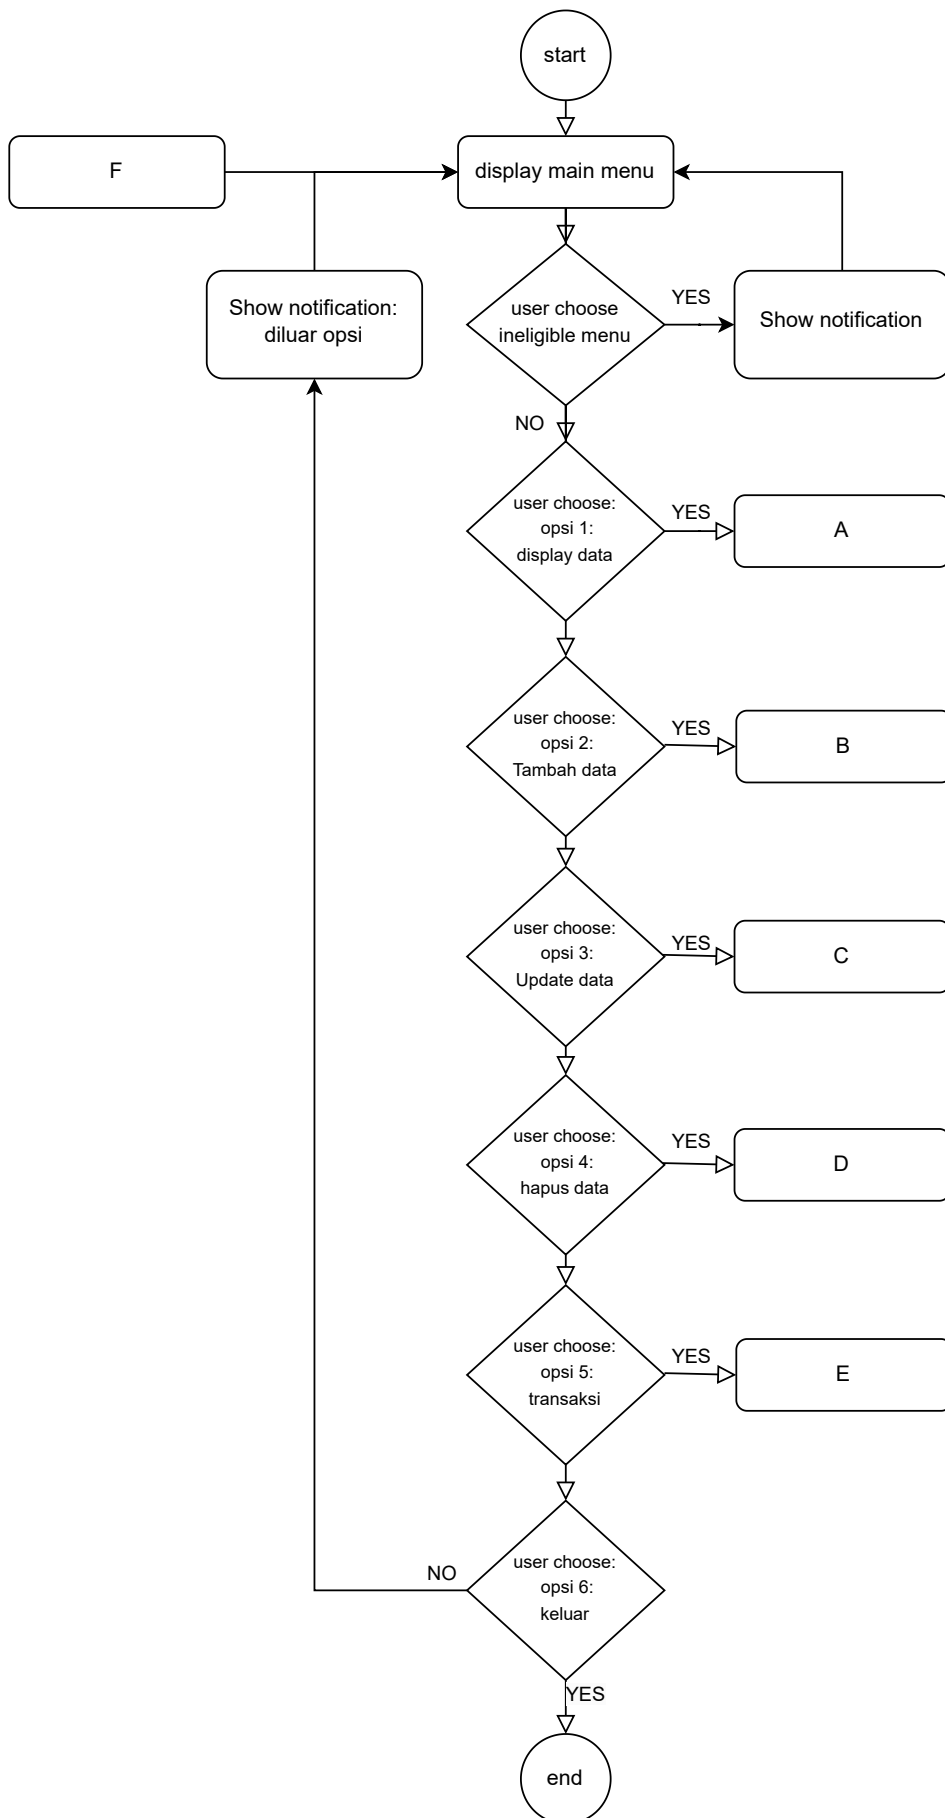 start
F
display main menu
Show notification:
diluar opsi
user choose
ineligible menu
YES
Show notification
NO
user choose:
opsi 1:
display data
YES
A
user choose:
opsi 2:
Tambah data
YES
B
user choose:
opsi 3:
Update data
YES
C
user choose:
opsi 4:
hapus data
YES
D
user choose:
opsi 5:
transaksi
YES
E
NO
user choose:
opsi 6:
keluar
YES
end